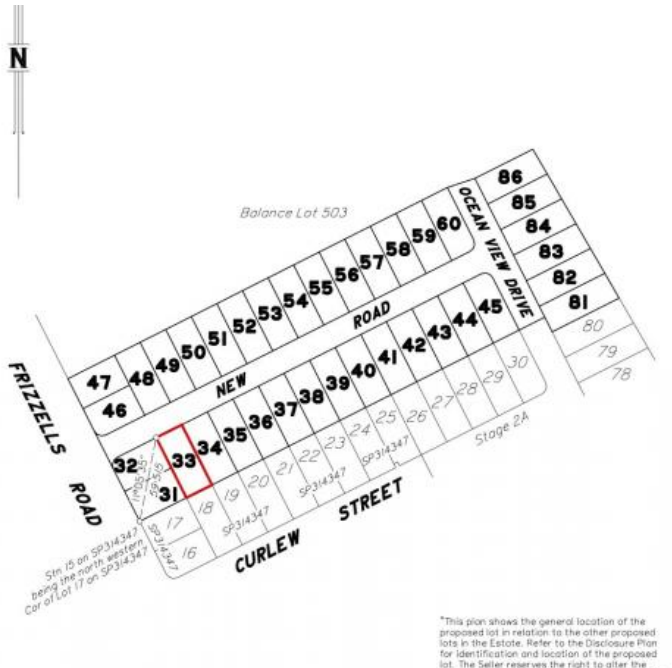 N
Balance Lot 503
86
85
84
83
82
81
80
79
78
OCEAN VIEW DRIVE
47
46
48
49
50
51
52
53
54
55
56
57
58
59
60
NEW ROAD
FRIZZELLS ROAD
32
31
33
34
35
36
37
38
39
40
41
42
43
44
45
17
16
18
19
20
21
22
23
24
25
26
27
28
29
30
SP314347
SP314347
SP314347
SP314347
Stage 2A
CURLEW STREET
59·515
Stn 15 on SP314347
being the north western
Cor of Lot 17 on SP314347
*This plan shows the general location of the
proposed lot in relation to the other proposed
lots in the Estate. Refer to the Disclosure Plan
for identification and location of the proposed
lot. The Seller reserves the right to alter the